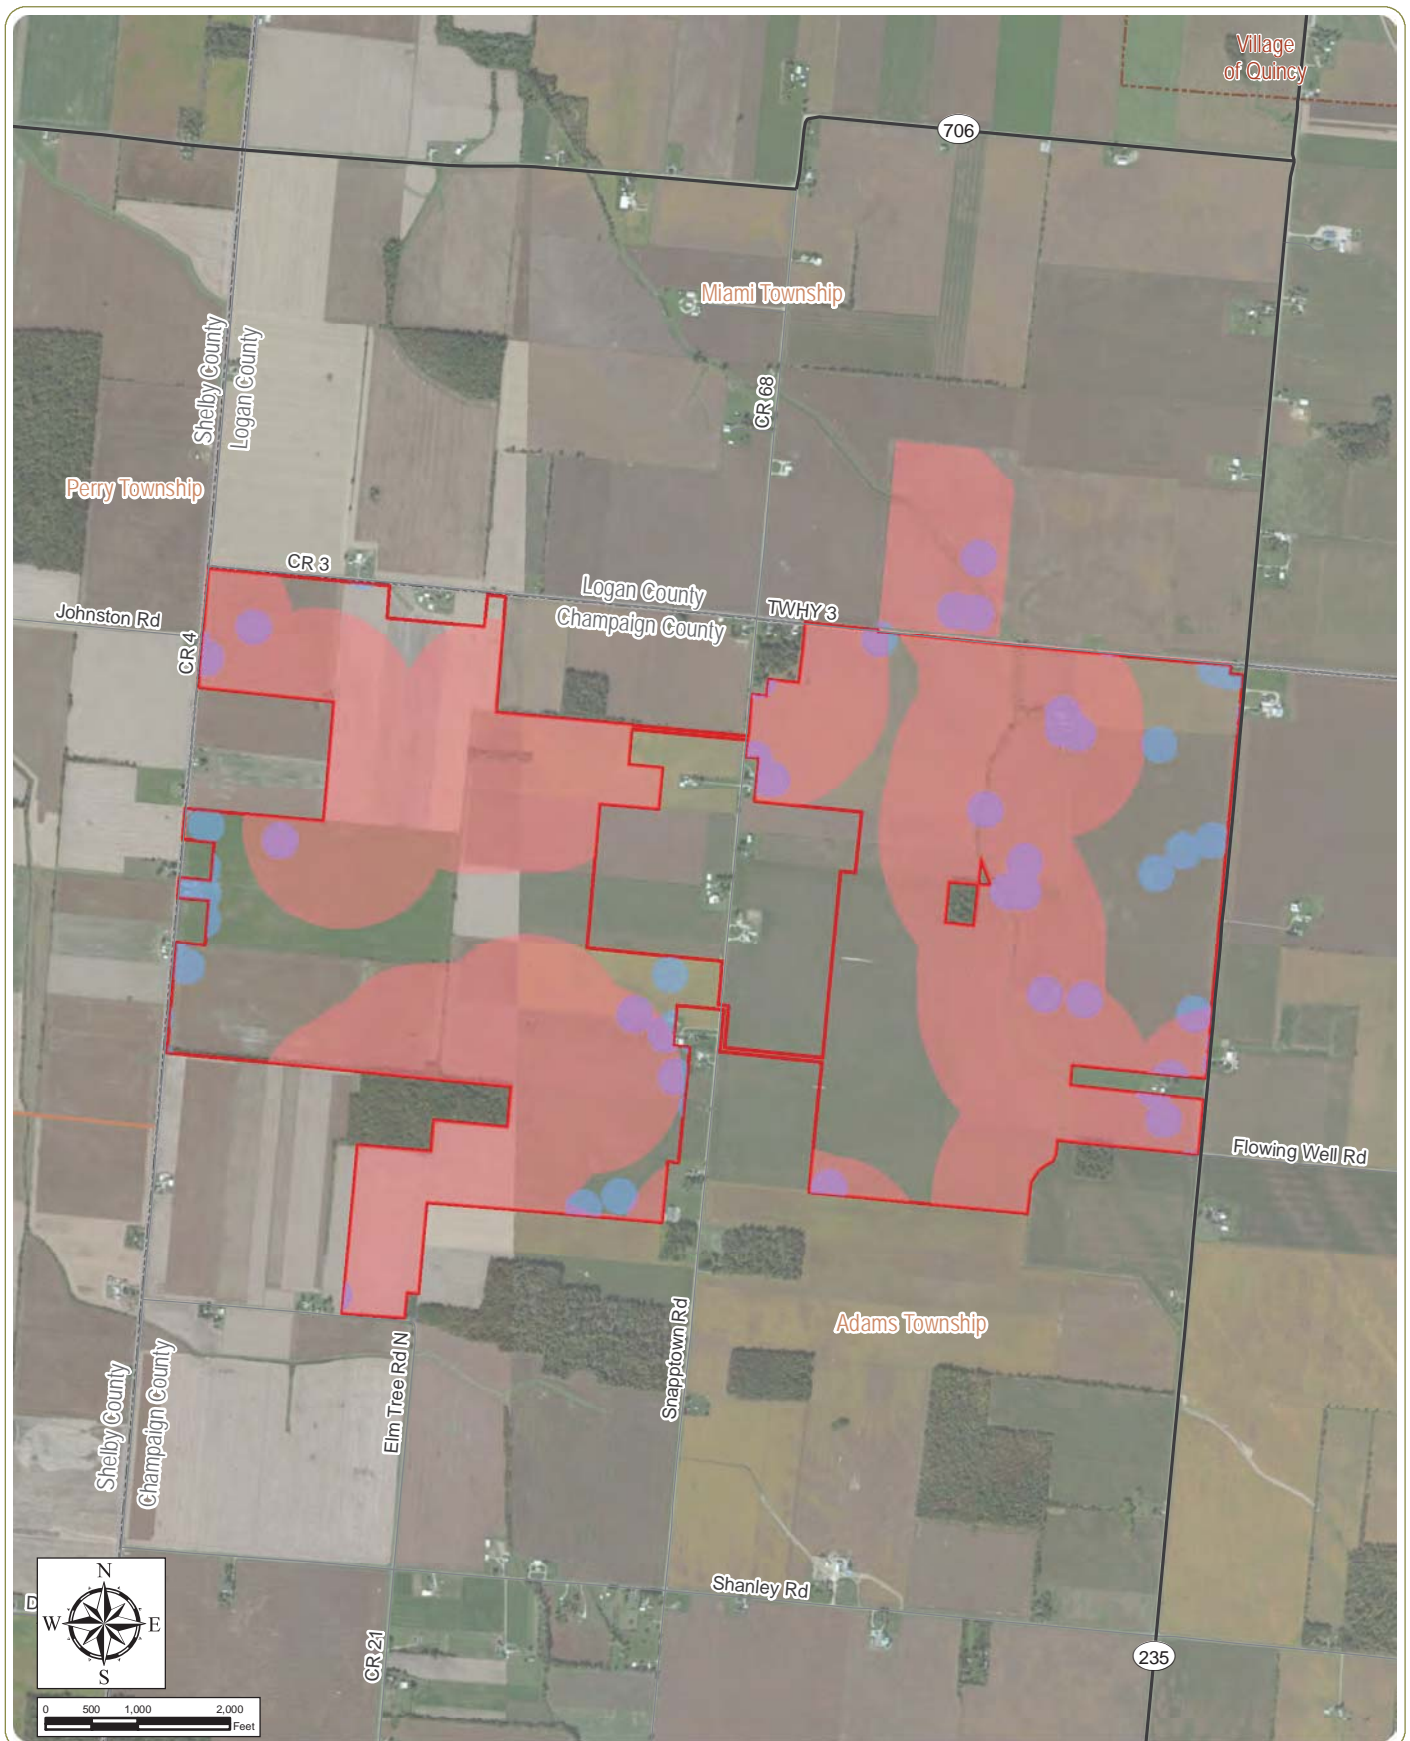 Village
of Quincy
706
Miami Township
Shelby County
Logan County
CR 68
Perry Township
CR 3
Logan County
Champaign County
TWHY 3
Johnston Rd
CR 4
Flowing Well Rd
Adams Township
Snapptown Rd
Elm Tree Rd N
Shelby County
Champaign County
Shanley Rd
CR 21
235
D
N
W
E
S
0
500
1,000
2,000
Feet